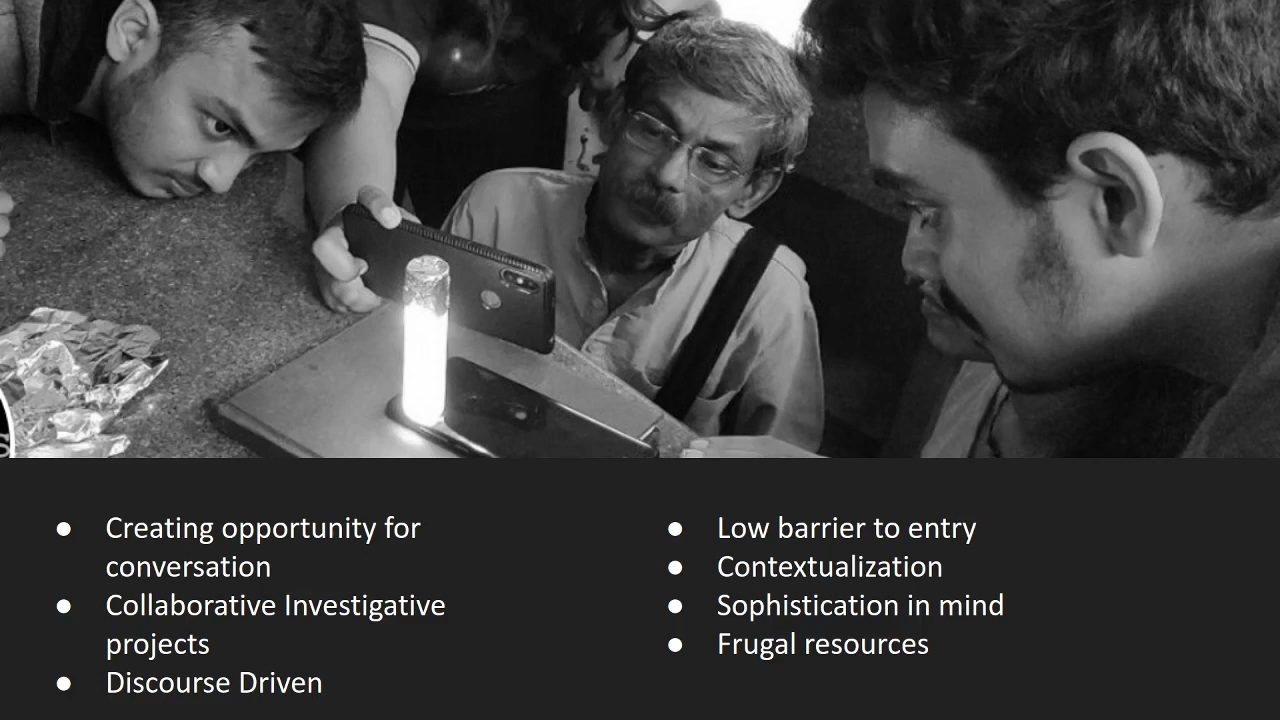 ● Creating opportunity for
conversation
● Collaborative Investigative
projects
● Discourse Driven
● Low barrier to entry
● Contextualization
● Sophistication in mind
● Frugal resources